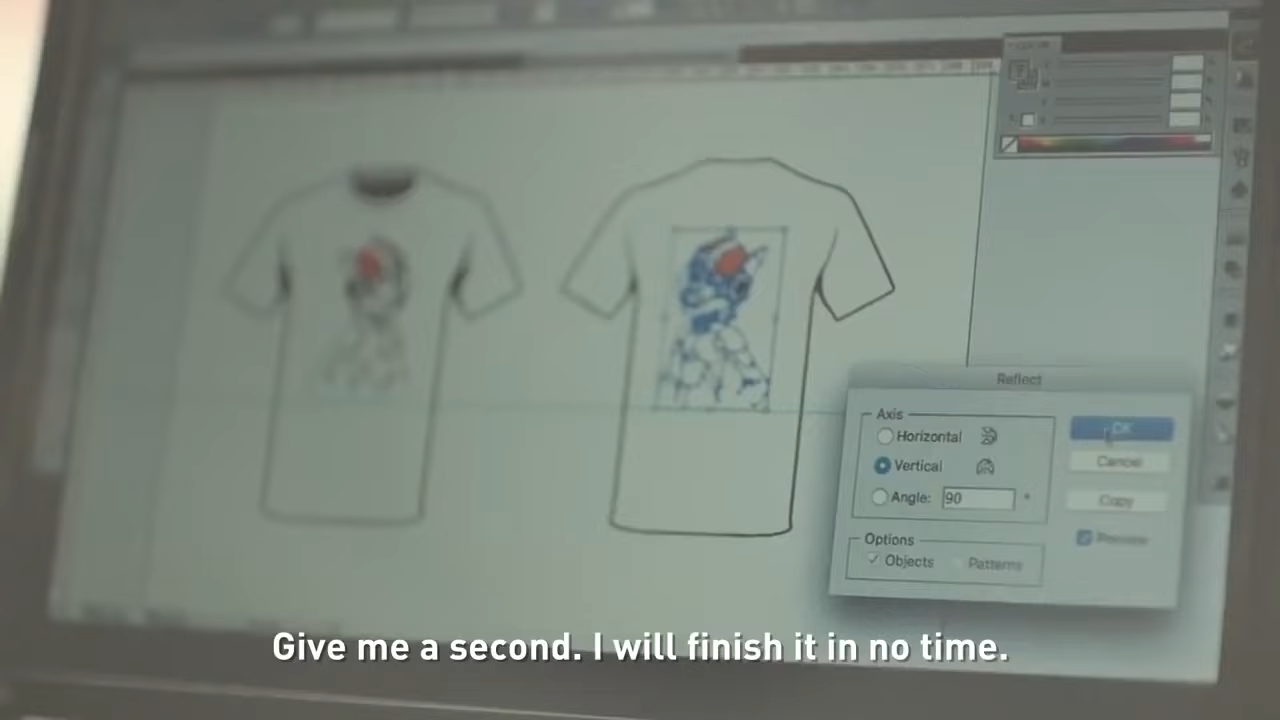 Reflect
Axis
Horizontal
OK
Vertical
Cancel
Angle: 90 °
Copy
Options
Preview
Objects Patterns
Give me a second. I will finish it in no time.